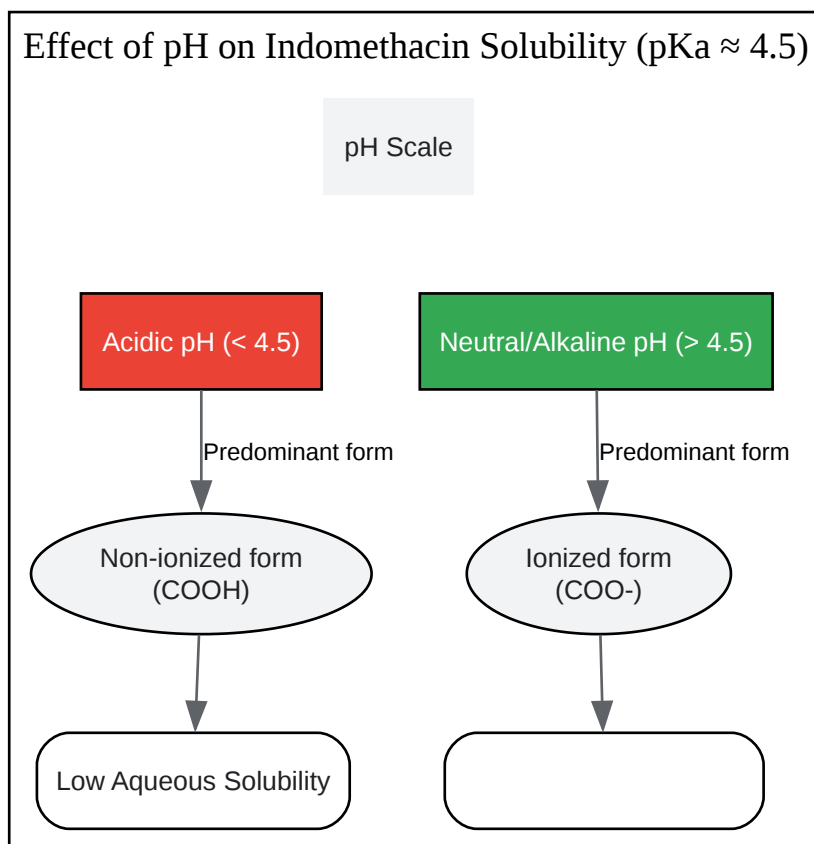 Effect of pH on Indomethacin Solubility (pKa ≈ 4.5)
pH Scale
Acidic pH (< 4.5)
Neutral/Alkaline pH (> 4.5)
Predominant form
Predominant form
Non-ionized form
(COOH)
Ionized form
(COO-)
Low Aqueous Solubility